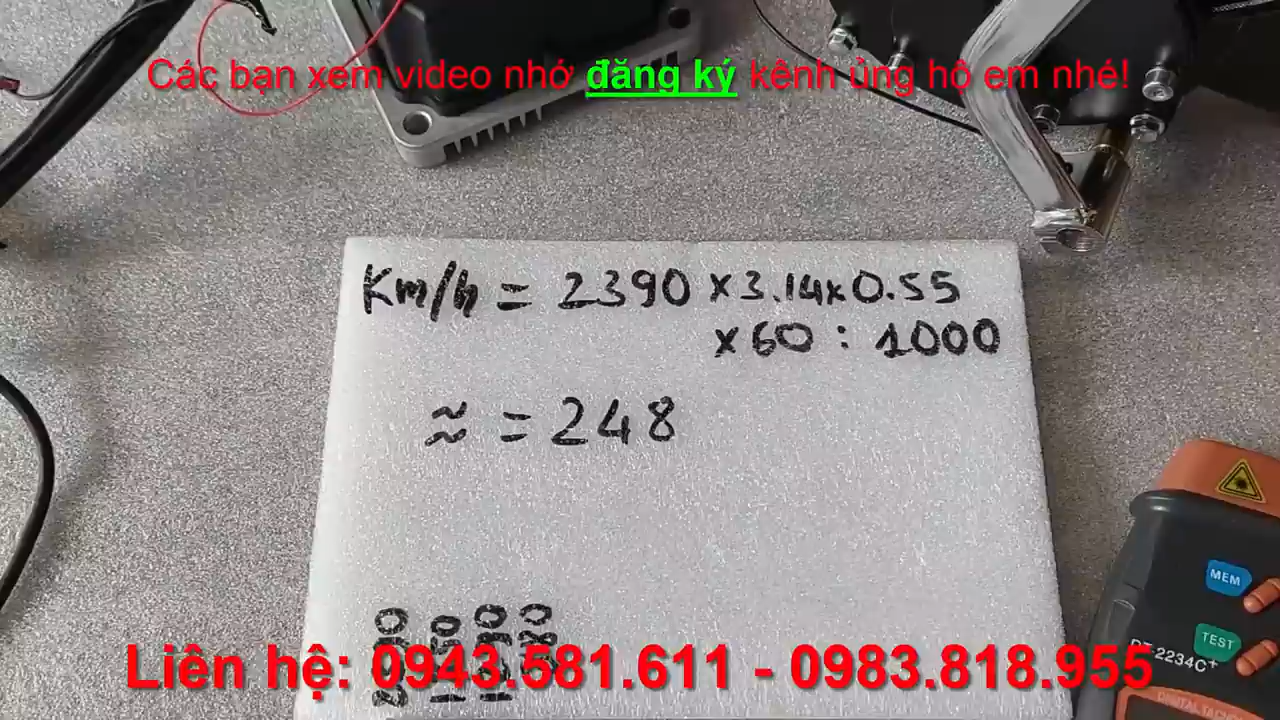 Các bạn xem video nhớ đăng ký kênh ủng hộ em nhé!
Km/h = 2390 x 3.14 x 0.55
x 60 : 1000
≈ = 248
MEM
TEST
DT-2234C+
Liên hệ: 0943.581.611 - 0983.818.955